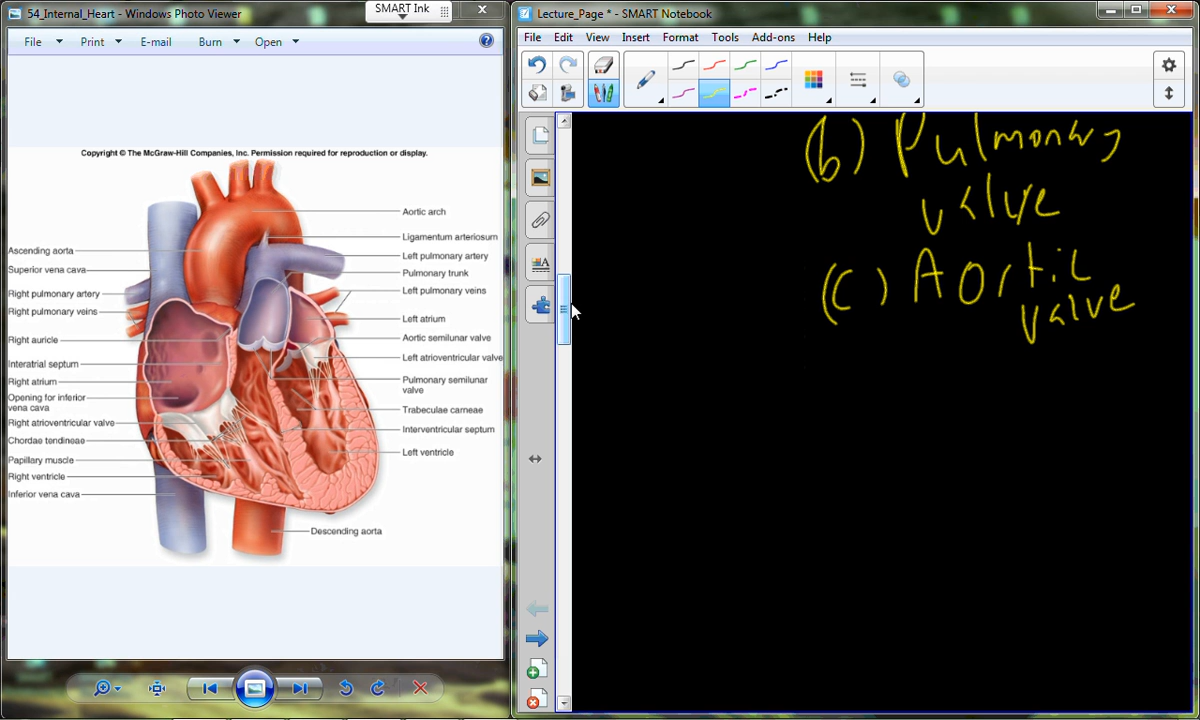 54_Internal_Heart - Windows Photo Viewer
SMART Ink
File Print E-mail Burn Open
Copyright © The McGraw-Hill Companies, Inc. Permission required for reproduction or display.
Ascending aorta
Superior vena cava
Right pulmonary artery
Right pulmonary veins
Right auricle
Interatrial septum
Right atrium
Opening for inferior
vena cava
Right atrioventricular valve
Chordae tendineae
Papillary muscle
Right ventricle
Inferior vena cava
Aortic arch
Ligamentum arteriosum
Left pulmonary artery
Pulmonary trunk
Left pulmonary veins
Left atrium
Aortic semilunar valve
Left atrioventricular valve
Pulmonary semilunar
valve
Trabeculae carneae
Interventricular septum
Left ventricle
Descending aorta
Lecture_Page * - SMART Notebook
File Edit View Insert Format Tools Add-ons Help
(b) Pulmonary
valve
(c) Aortic
valve